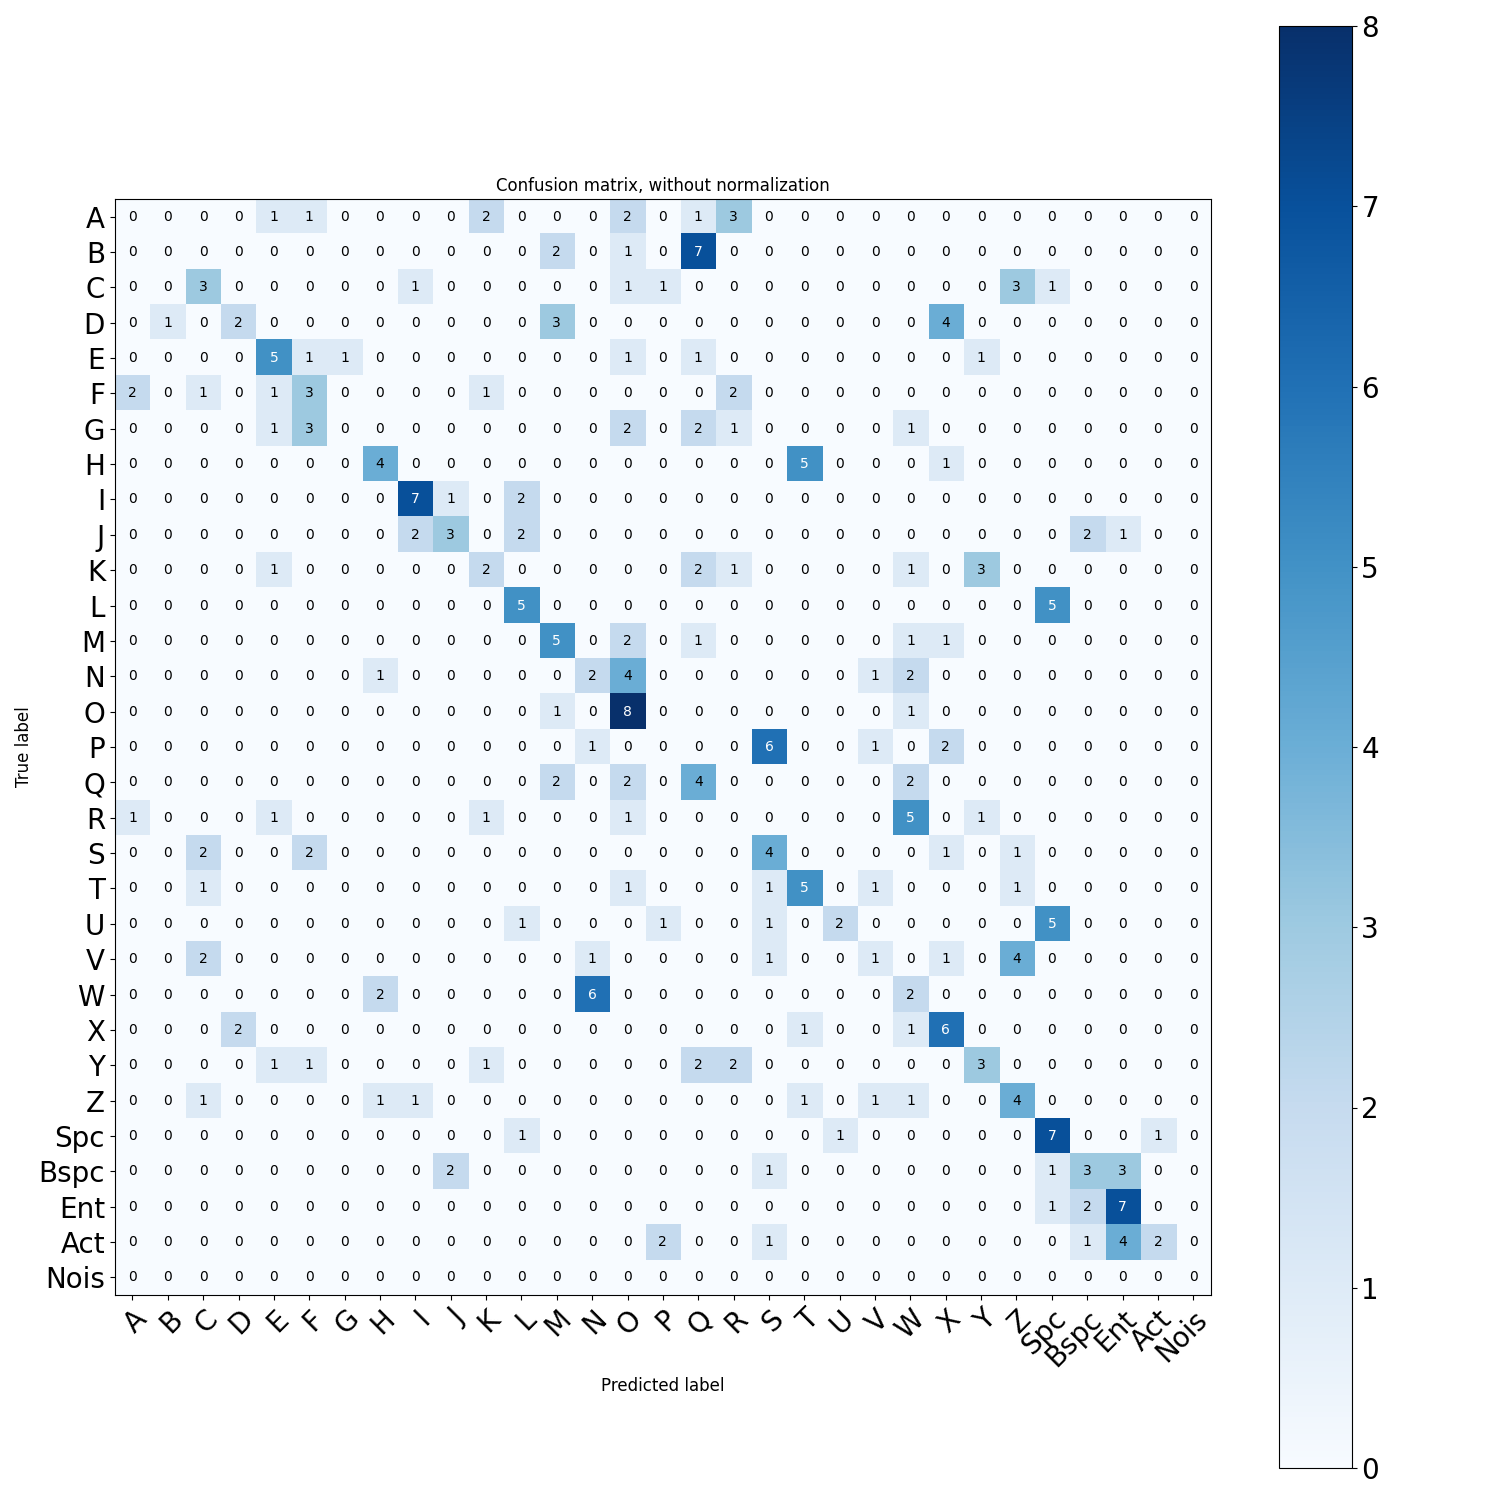 Confusion matrix, without normalization
A 0 0 0 0 1 1 0 0 0 0 2 0 0 0 2 0 1 3 0 0 0 0 0 0 0 0 0 0 0 0 0
B 0 0 0 0 0 0 0 0 0 0 0 0 2 0 1 0 7 0 0 0 0 0 0 0 0 0 0 0 0 0 0
C 0 0 3 0 0 0 0 0 1 0 0 0 0 0 1 1 0 0 0 0 0 0 0 0 0 3 1 0 0 0 0
D 0 1 0 2 0 0 0 0 0 0 0 0 3 0 0 0 0 0 0 0 0 0 0 4 0 0 0 0 0 0 0
E 0 0 0 0 5 1 1 0 0 0 0 0 0 0 1 0 1 0 0 0 0 0 0 0 1 0 0 0 0 0 0
F 2 0 1 0 1 3 0 0 0 0 1 0 0 0 0 0 0 2 0 0 0 0 0 0 0 0 0 0 0 0 0
G 0 0 0 0 1 3 0 0 0 0 0 0 0 0 2 0 2 1 0 0 0 0 1 0 0 0 0 0 0 0 0
H 0 0 0 0 0 0 0 4 0 0 0 0 0 0 0 0 0 0 0 5 0 0 0 1 0 0 0 0 0 0 0
I 0 0 0 0 0 0 0 0 7 1 0 2 0 0 0 0 0 0 0 0 0 0 0 0 0 0 0 0 0 0 0
J 0 0 0 0 0 0 0 0 2 3 0 2 0 0 0 0 0 0 0 0 0 0 0 0 0 0 0 2 1 0 0
K 0 0 0 0 1 0 0 0 0 0 2 0 0 0 0 0 2 1 0 0 0 0 1 0 3 0 0 0 0 0 0
L 0 0 0 0 0 0 0 0 0 0 0 5 0 0 0 0 0 0 0 0 0 0 0 0 0 0 5 0 0 0 0
M 0 0 0 0 0 0 0 0 0 0 0 0 5 0 2 0 1 0 0 0 0 0 1 1 0 0 0 0 0 0 0
N 0 0 0 0 0 0 0 1 0 0 0 0 0 2 4 0 0 0 0 0 0 1 2 0 0 0 0 0 0 0 0
O 0 0 0 0 0 0 0 0 0 0 0 0 1 0 8 0 0 0 0 0 0 0 1 0 0 0 0 0 0 0 0
P 0 0 0 0 0 0 0 0 0 0 0 0 0 1 0 0 0 0 6 0 0 1 0 2 0 0 0 0 0 0 0
Q 0 0 0 0 0 0 0 0 0 0 0 0 2 0 2 0 4 0 0 0 0 0 2 0 0 0 0 0 0 0 0
R 1 0 0 0 1 0 0 0 0 0 1 0 0 0 1 0 0 0 0 0 0 0 5 0 1 0 0 0 0 0 0
S 0 0 2 0 0 2 0 0 0 0 0 0 0 0 0 0 0 0 4 0 0 0 0 1 0 1 0 0 0 0 0
T 0 0 1 0 0 0 0 0 0 0 0 0 0 0 1 0 0 0 1 5 0 1 0 0 0 1 0 0 0 0 0
U 0 0 0 0 0 0 0 0 0 0 0 1 0 0 0 1 0 0 1 0 2 0 0 0 0 0 5 0 0 0 0
V 0 0 2 0 0 0 0 0 0 0 0 0 0 1 0 0 0 0 1 0 0 1 0 1 0 4 0 0 0 0 0
W 0 0 0 0 0 0 0 2 0 0 0 0 0 6 0 0 0 0 0 0 0 0 2 0 0 0 0 0 0 0 0
X 0 0 0 2 0 0 0 0 0 0 0 0 0 0 0 0 0 0 0 1 0 0 1 6 0 0 0 0 0 0 0
Y 0 0 0 0 1 1 0 0 0 0 1 0 0 0 0 0 2 2 0 0 0 0 0 0 3 0 0 0 0 0 0
Z 0 0 1 0 0 0 0 1 1 0 0 0 0 0 0 0 0 0 0 1 0 1 1 0 0 4 0 0 0 0 0
Spc 0 0 0 0 0 0 0 0 0 0 0 1 0 0 0 0 0 0 0 0 1 0 0 0 0 0 7 0 0 1 0
Bspc 0 0 0 0 0 0 0 0 0 2 0 0 0 0 0 0 0 0 1 0 0 0 0 0 0 0 1 3 3 0 0
Ent 0 0 0 0 0 0 0 0 0 0 0 0 0 0 0 0 0 0 0 0 0 0 0 0 0 0 1 2 7 0 0
Act 0 0 0 0 0 0 0 0 0 0 0 0 0 0 0 2 0 0 1 0 0 0 0 0 0 0 0 1 4 2 0
Nois 0 0 0 0 0 0 0 0 0 0 0 0 0 0 0 0 0 0 0 0 0 0 0 0 0 0 0 0 0 0 0
A B C D E F G H I J K L M N O P Q R S T U V W X Y Z Spc Bspc Ent Act Nois
Predicted label
True label
8
7
6
5
4
3
2
1
0